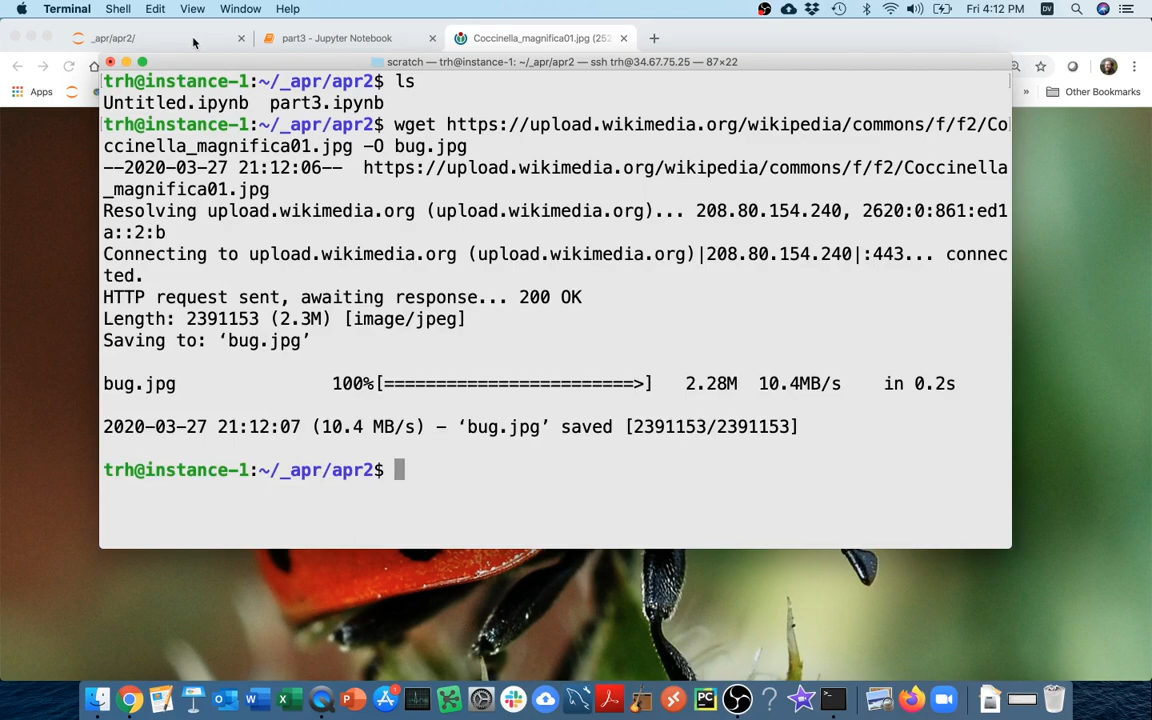 Terminal Shell Edit View Window Help Fri 4:12 PM
_apr/apr2/ part3 - Jupyter Notebook Coccinella_magnifica01.jpg (252
scratch — trh@instance-1: ~/_apr/apr2 — ssh trh@34.67.75.25 — 87×22
Apps » Other Bookmarks
trh@instance-1:~/_apr/apr2$ ls
Untitled.ipynb part3.ipynb
trh@instance-1:~/_apr/apr2$ wget https://upload.wikimedia.org/wikipedia/commons/f/f2/Co
ccinella_magnifica01.jpg -O bug.jpg
--2020-03-27 21:12:06-- https://upload.wikimedia.org/wikipedia/commons/f/f2/Coccinella
_magnifica01.jpg
Resolving upload.wikimedia.org (upload.wikimedia.org)... 208.80.154.240, 2620:0:861:ed1
a::2:b
Connecting to upload.wikimedia.org (upload.wikimedia.org)|208.80.154.240|:443... connec
ted.
HTTP request sent, awaiting response... 200 OK
Length: 2391153 (2.3M) [image/jpeg]
Saving to: ‘bug.jpg’
bug.jpg 100%[========================>] 2.28M 10.4MB/s in 0.2s
2020-03-27 21:12:07 (10.4 MB/s) - ‘bug.jpg’ saved [2391153/2391153]
trh@instance-1:~/_apr/apr2$